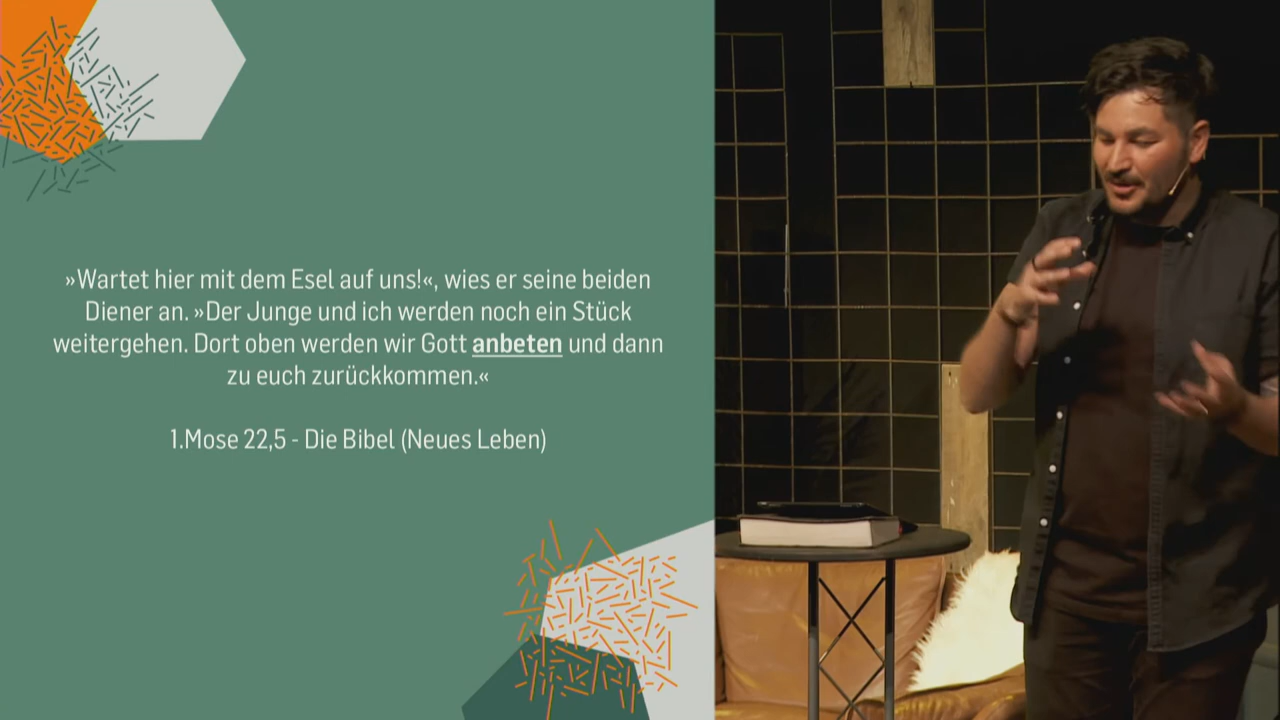 »Wartet hier mit dem Esel auf uns!«, wies er seine beiden
Diener an. »Der Junge und ich werden noch ein Stück
weitergehen. Dort oben werden wir Gott anbeten und dann
zu euch zurückkommen.«
1.Mose 22,5 - Die Bibel (Neues Leben)